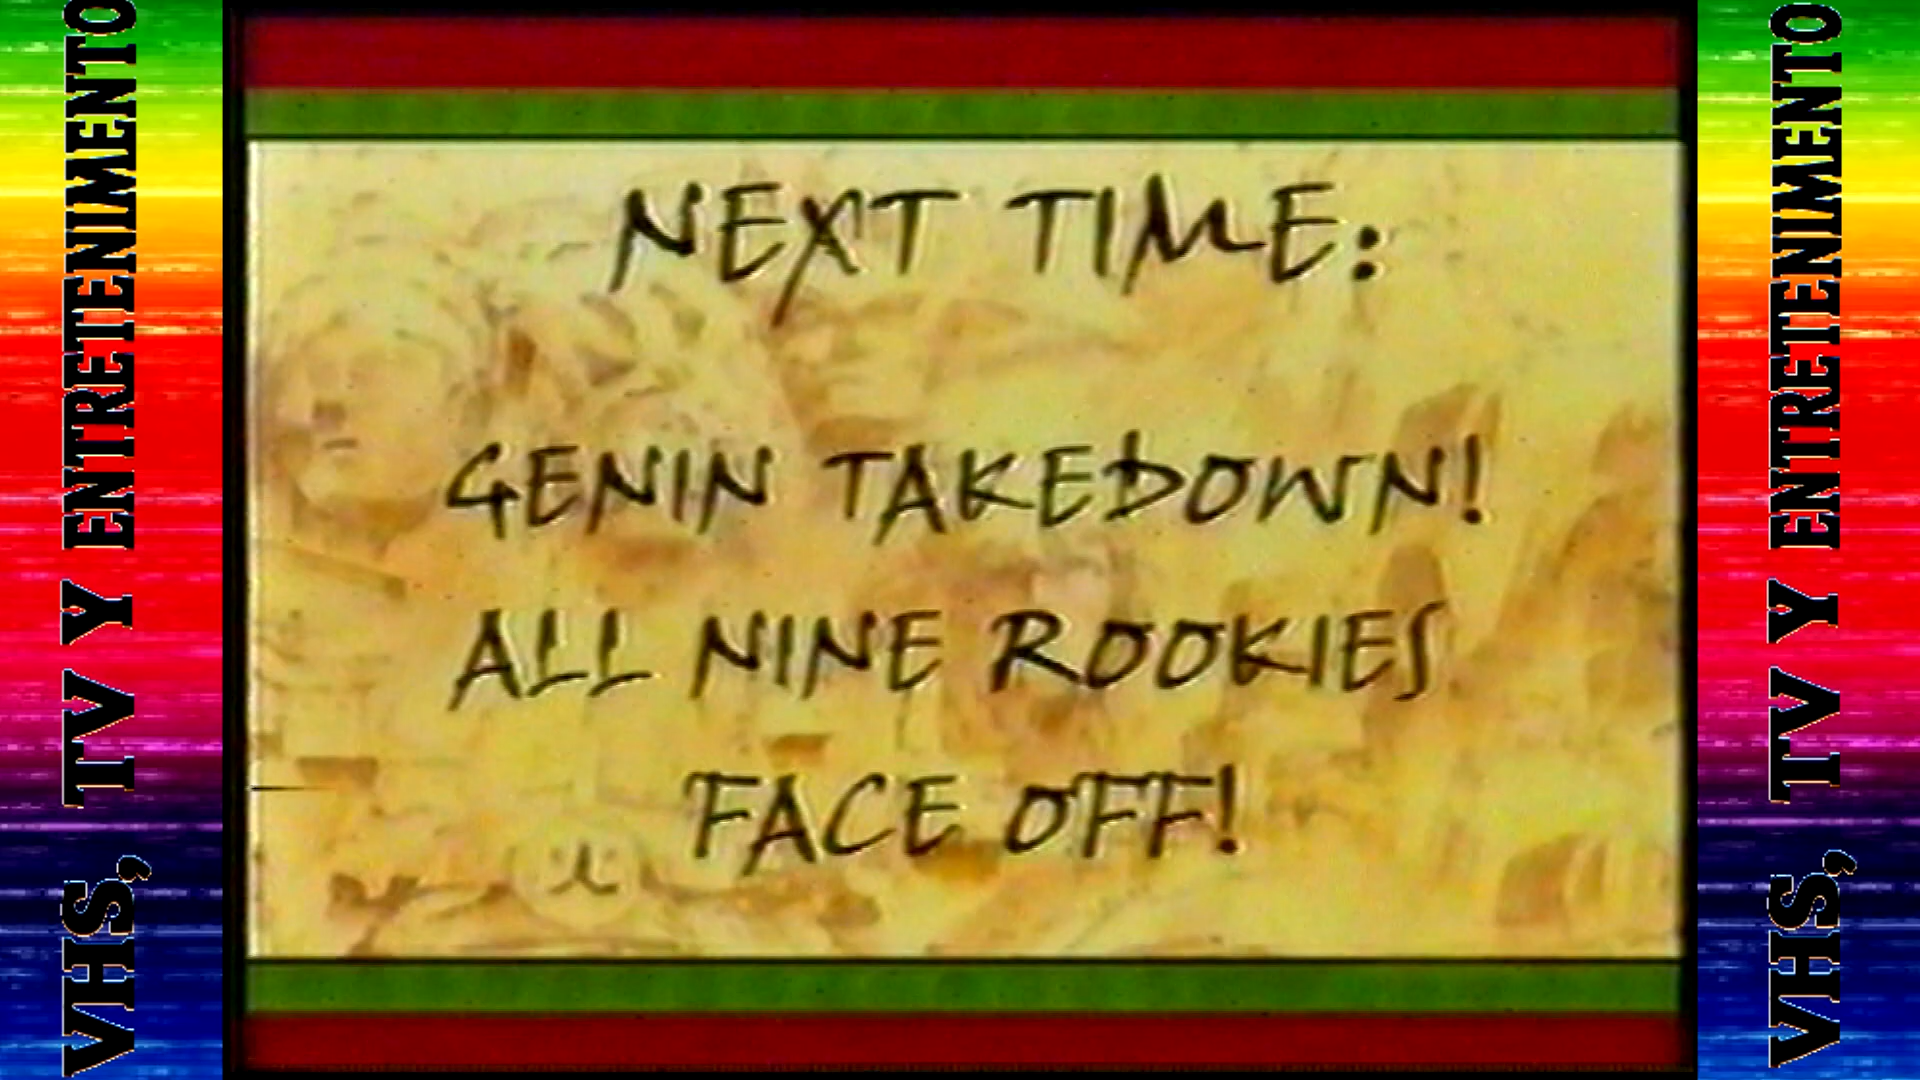 VHS, TV Y ENTRETENIMENTO
NEXT TIME:
GENIN TAKEDOWN!
ALL NINE ROOKIES
FACE OFF!
VHS, TV Y ENTRETENIMENTO